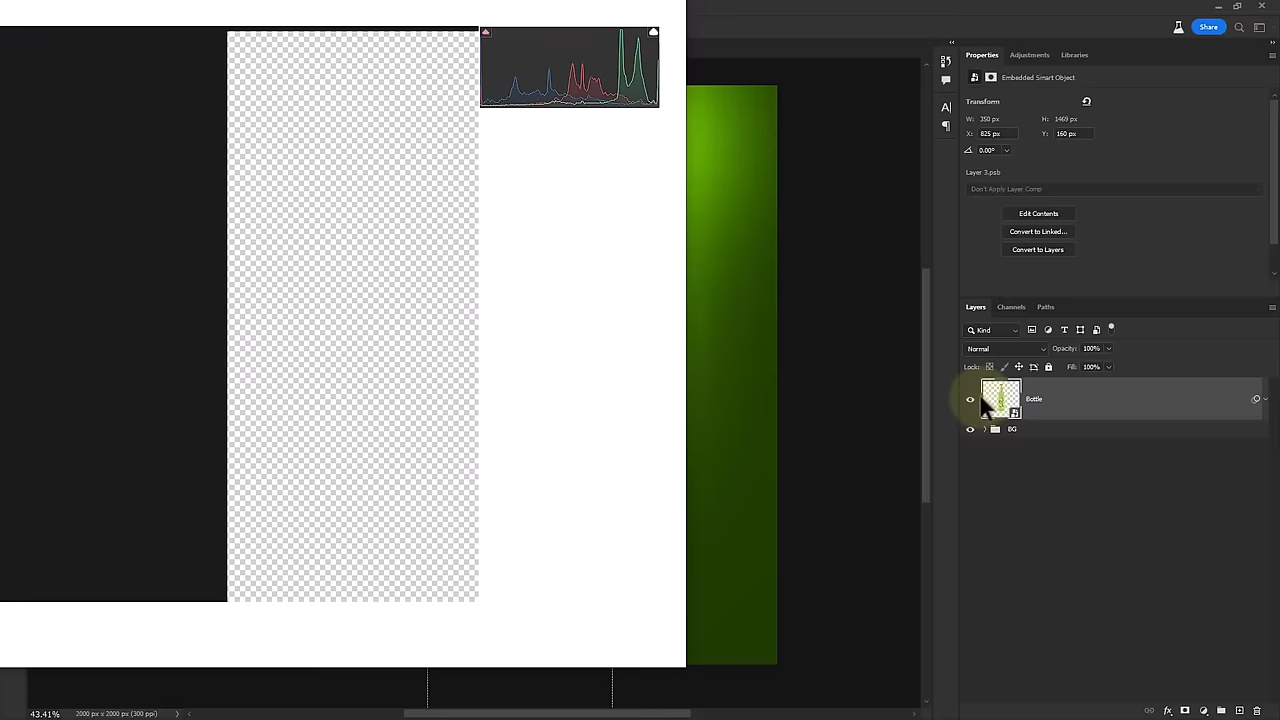 Share
Properties
Adjustments
Libraries
Embedded Smart Object
Transform
W: 350 px
H: 1469 px
X: 825 px
Y: 160 px
0.00°
Layer 3.psb
Don't Apply Layer Comp
Edit Contents
Convert to Linked...
Convert to Layers
Layers
Channels
Paths
Kind
Normal
Opacity: 100%
Lock:
Fill: 100%
Bottle
BG
43.41%
2000 px x 2000 px (300 ppi)